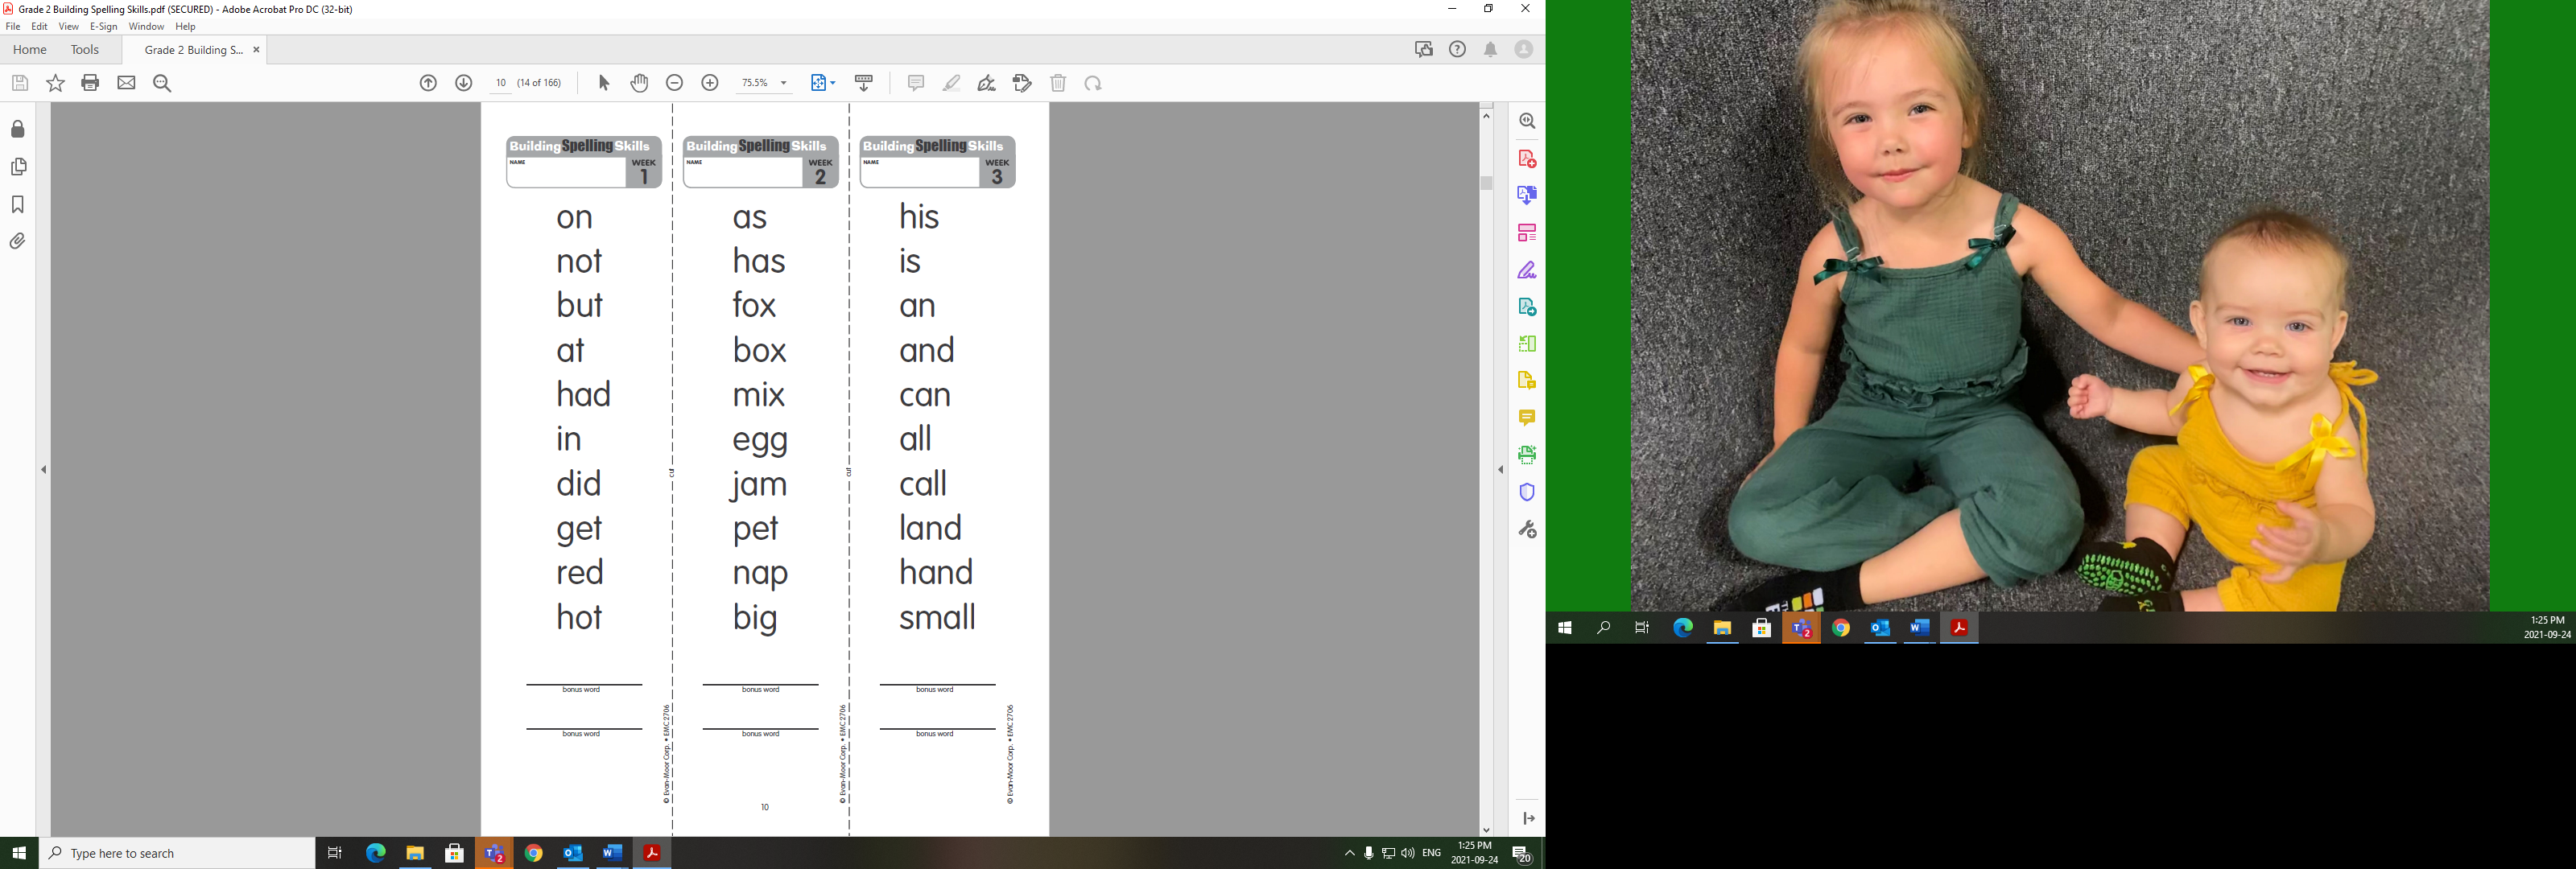 Grade 2 Building Spelling Skills.pdf (SECURED) - Adobe Acrobat Pro DC (32-bit)
File Edit View E-Sign Window Help
Home Tools Grade 2 Building S... ×
10 (14 of 166) 75.5%
Building Spelling Skills
NAME
WEEK
1
on
not
but
at
had
in
did
get
red
hot
bonus word
bonus word
© Evan-Moor Corp. • EMC 2706
cut
Building Spelling Skills
NAME
WEEK
2
as
has
fox
box
mix
egg
jam
pet
nap
big
bonus word
bonus word
© Evan-Moor Corp. • EMC 2706
cut
Building Spelling Skills
NAME
WEEK
3
his
is
an
and
can
all
call
land
hand
small
bonus word
bonus word
© Evan-Moor Corp. • EMC 2706
10
Type here to search
2
ENG
1:25 PM
2021-09-24
20
2
1:25 PM
2021-09-24